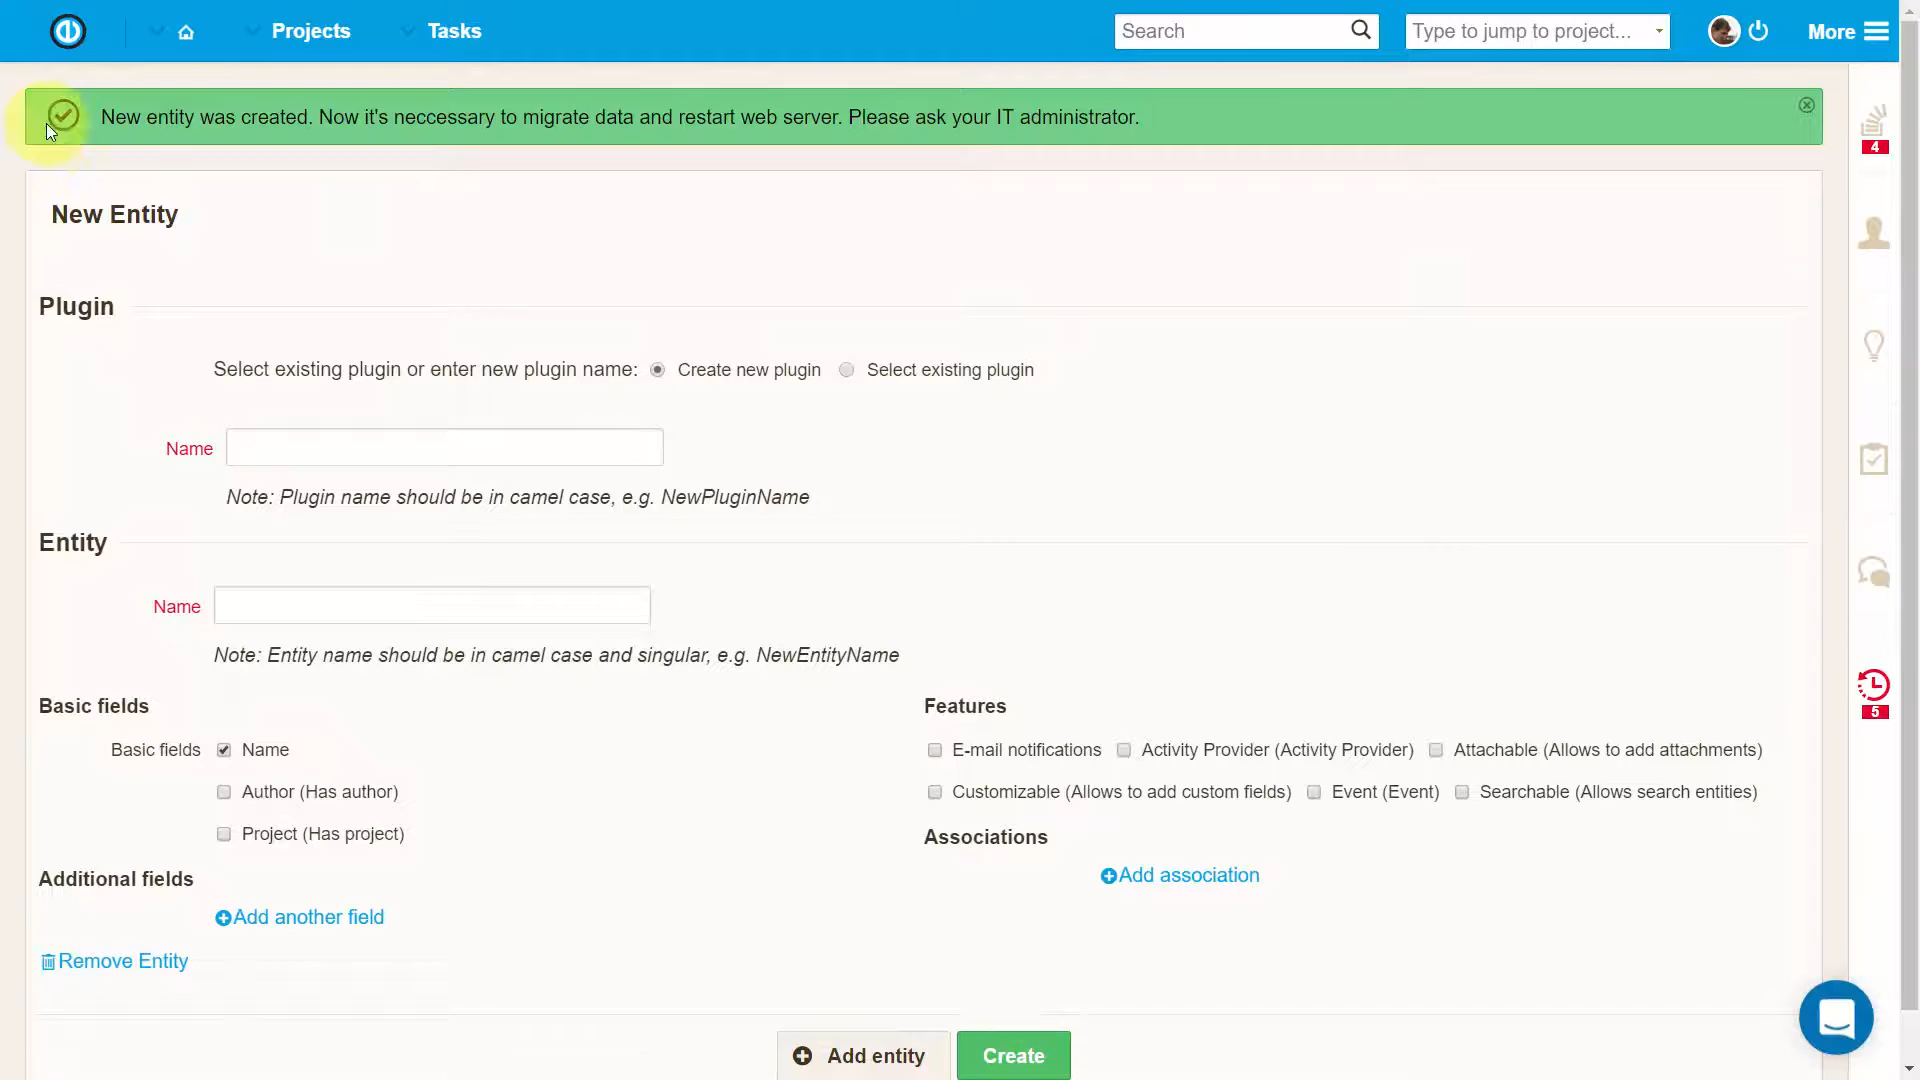 Projects
Tasks
Search
Type to jump to project...
More
New entity was created. Now it's neccessary to migrate data and restart web server. Please ask your IT administrator.
4
New Entity
Plugin
Select existing plugin or enter new plugin name: Create new plugin Select existing plugin
Name
Note: Plugin name should be in camel case, e.g. NewPluginName
Entity
Name
Note: Entity name should be in camel case and singular, e.g. NewEntityName
5
Basic fields
Basic fields Name
Author (Has author)
Project (Has project)
Additional fields
Add another field
Remove Entity
Features
E-mail notifications Activity Provider (Activity Provider) Attachable (Allows to add attachments)
Customizable (Allows to add custom fields) Event (Event) Searchable (Allows search entities)
Associations
Add association
Add entity
Create